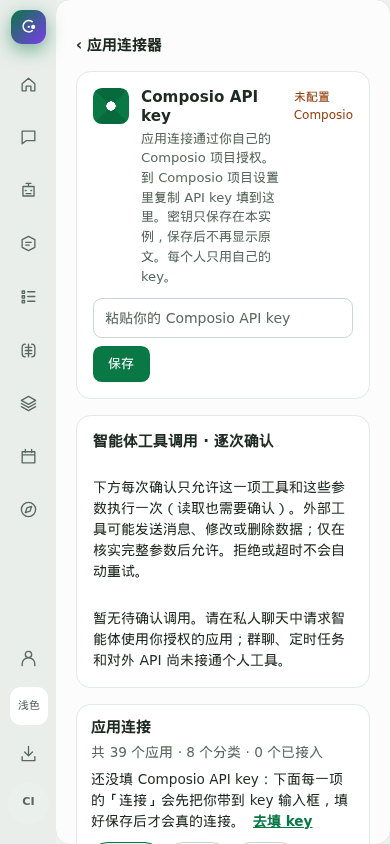 ‹ 应用连接器
Composio API
key
未配置
Composio
应用连接通过你自己的
Composio 项目授权。
到 Composio 项目设置
里复制 API key 填到这
里。密钥只保存在本实
例，保存后不再显示原
文。每个人只用自己的
key。
粘贴你的 Composio API key
保存
智能体工具调用 · 逐次确认
下方每次确认只允许这一项工具和这些参
数执行一次（读取也需要确认）。外部工
具可能发送消息、修改或删除数据；仅在
核实完整参数后允许。拒绝或超时不会自
动重试。
暂无待确认调用。请在私人聊天中请求智
能体使用你授权的应用；群聊、定时任务
和对外 API 尚未接通个人工具。
应用连接
共 39 个应用 · 8 个分类 · 0 个已接入
还没填 Composio API key：下面每一项
的「连接」会先把你带到 key 输入框，填
好保存后才会真的连接。 去填 key
浅色
CI